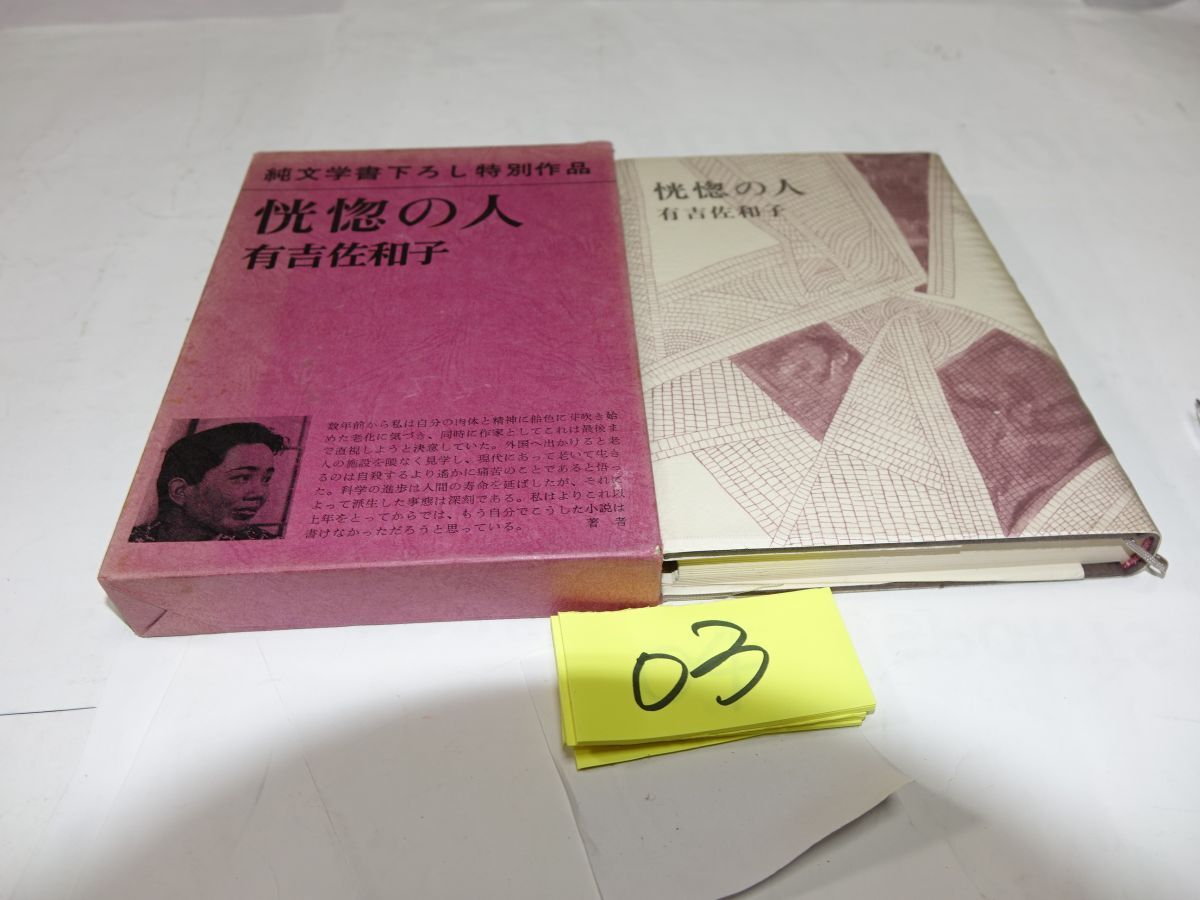 純文学書下ろし特別作品
恍惚の人
有吉佐和子
数年前から私は自分の肉体と精神に飴色に芽吹き始
めた老化に気づき、同時に作家としてこれは最後ま
で直視しようと決意していた。外国へ出かけると老
人の施設を隈なく見学し、現代にあって老いて生き
るのは自殺するより遥かに痛苦のことであると悟っ
た。科学の進歩は人間の寿命を延ばしたが、それに
よって派生した事態は深刻である。私はよりこれ以
上年をとってからでは、もう自分でこうした小説は
書けなかっただろうと思っている。
著者
恍惚の人
有吉佐和子
03